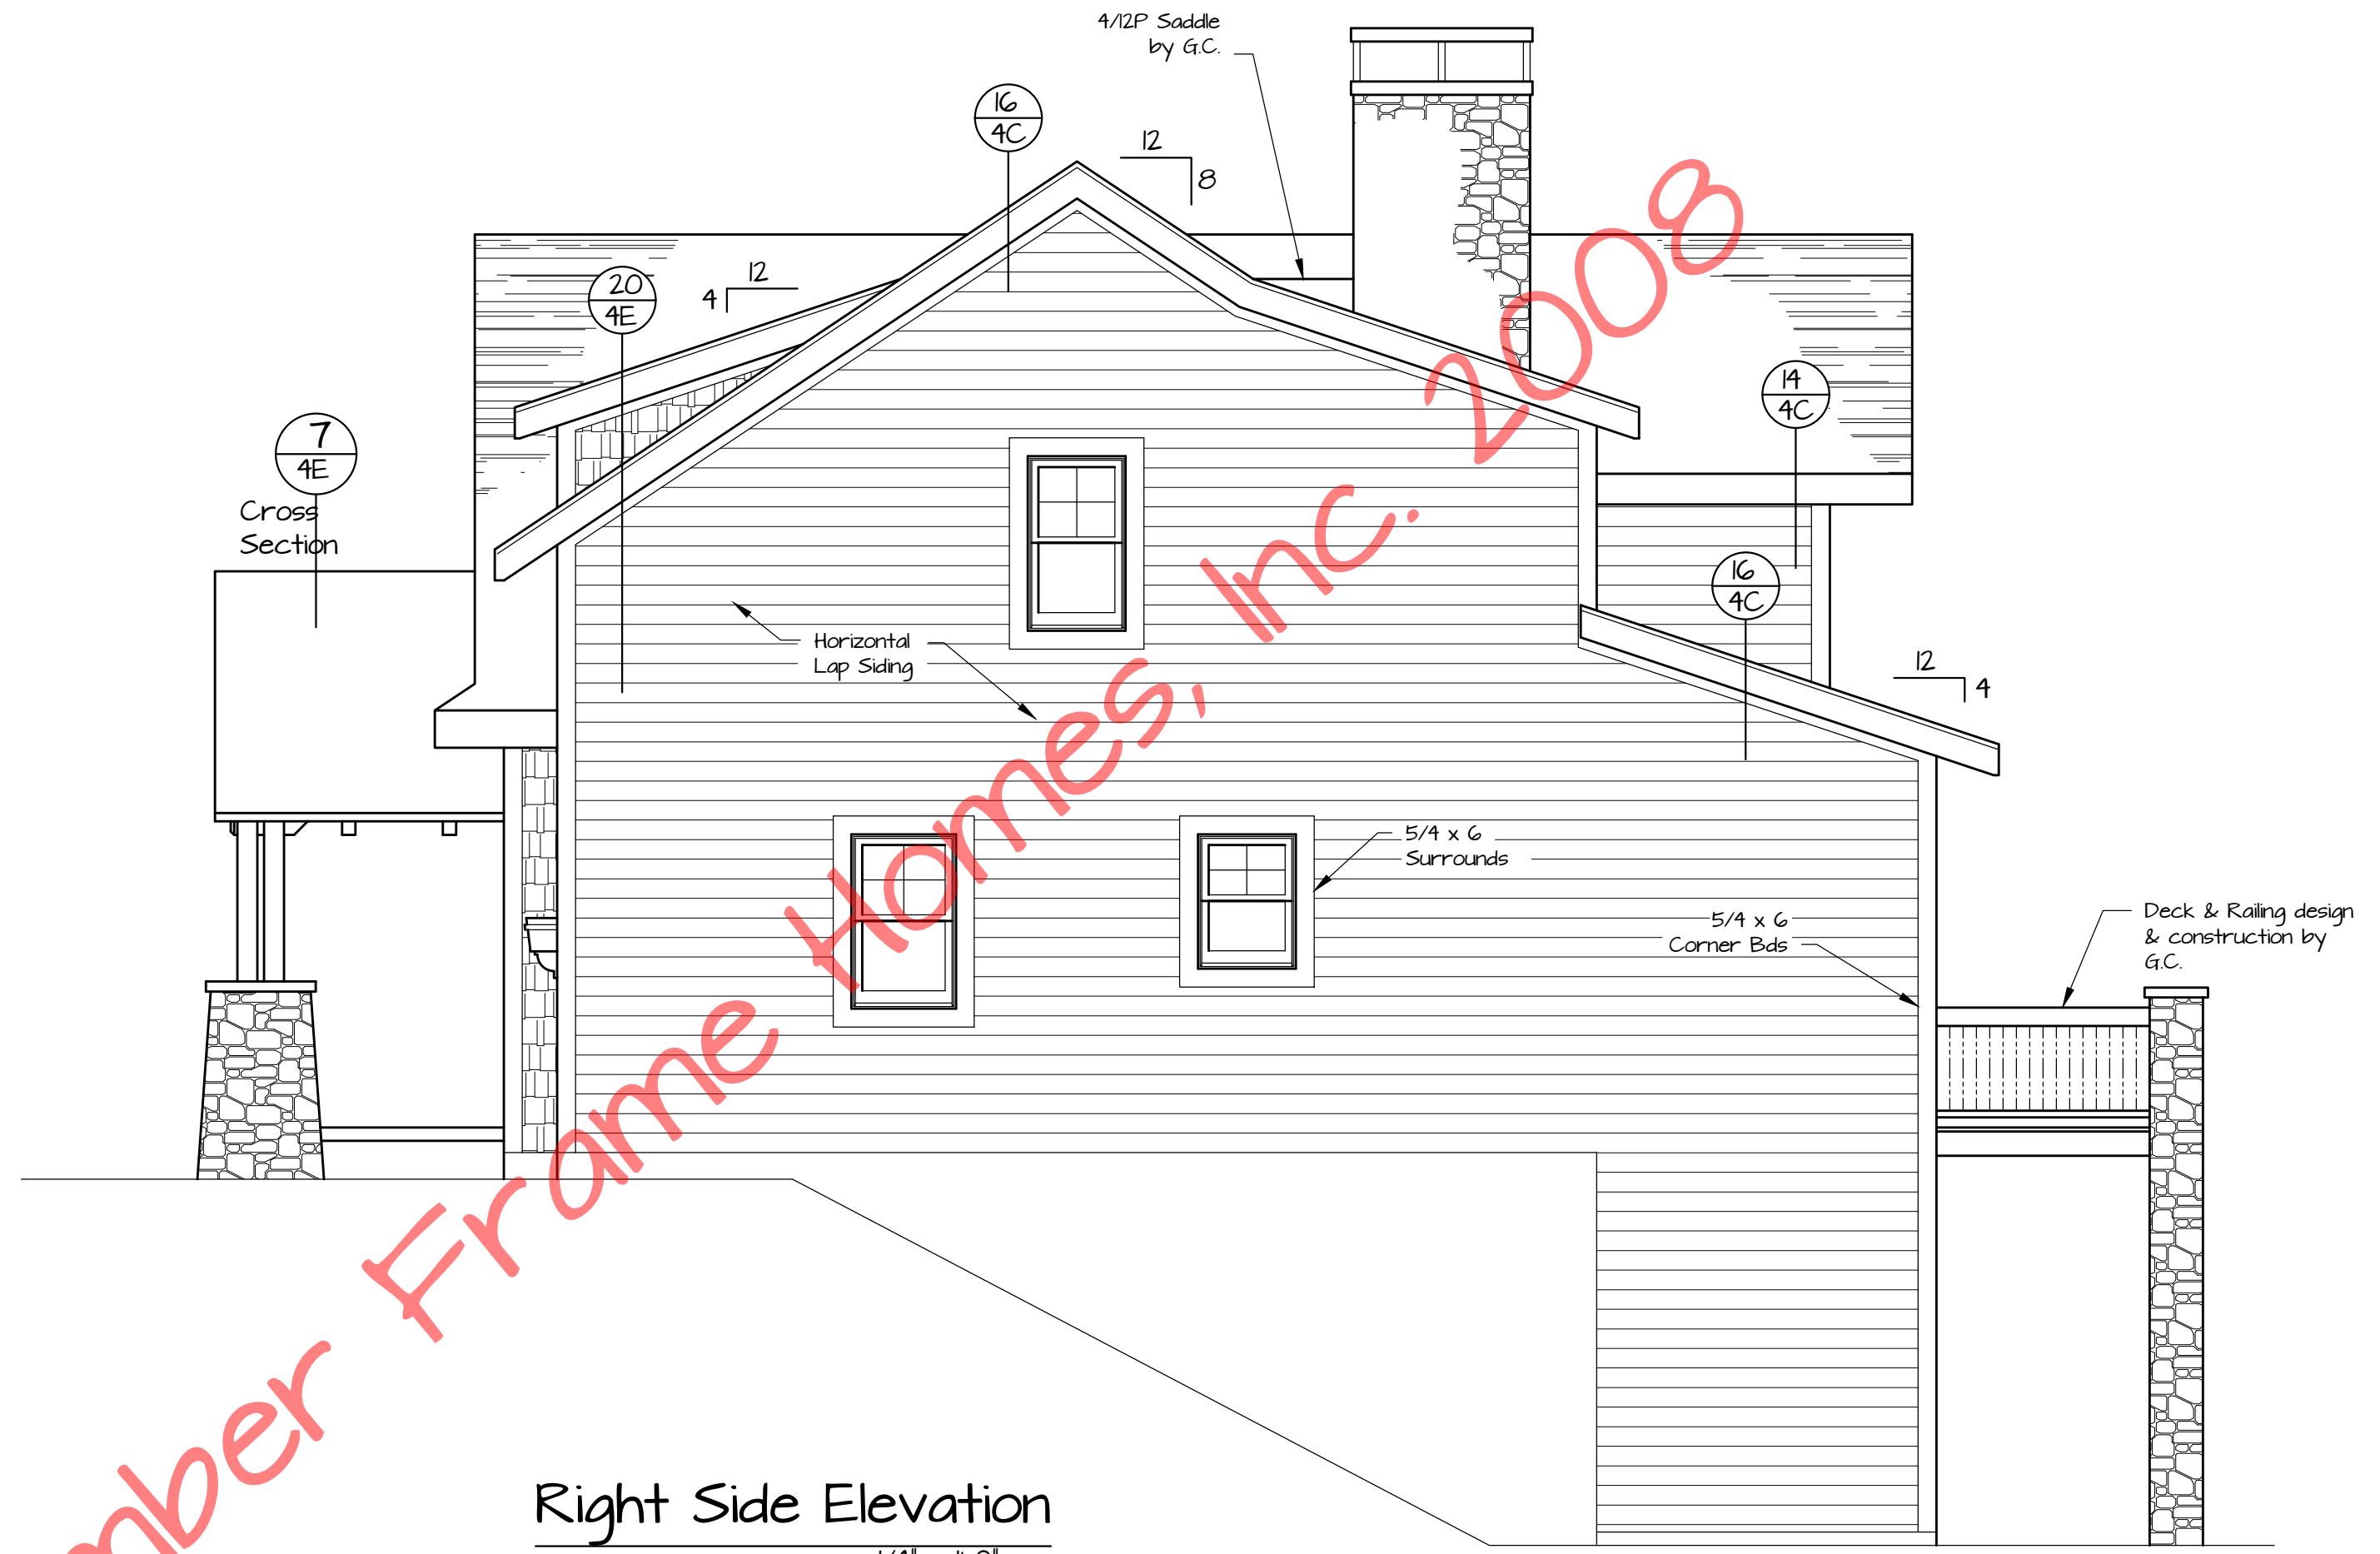 4/12P Saddle
by G.C.
16
4C
12
8
12
4
20
4E
7
4E
Cross
Section
14
4C
16
4C
12
4
Horizontal
Lap Siding
5/4 x 6
Surrounds
5/4 x 6
Corner Bds
Deck & Railing design
& construction by
G.C.
mber Frame Homes, Inc. 2008
Right Side Elevation